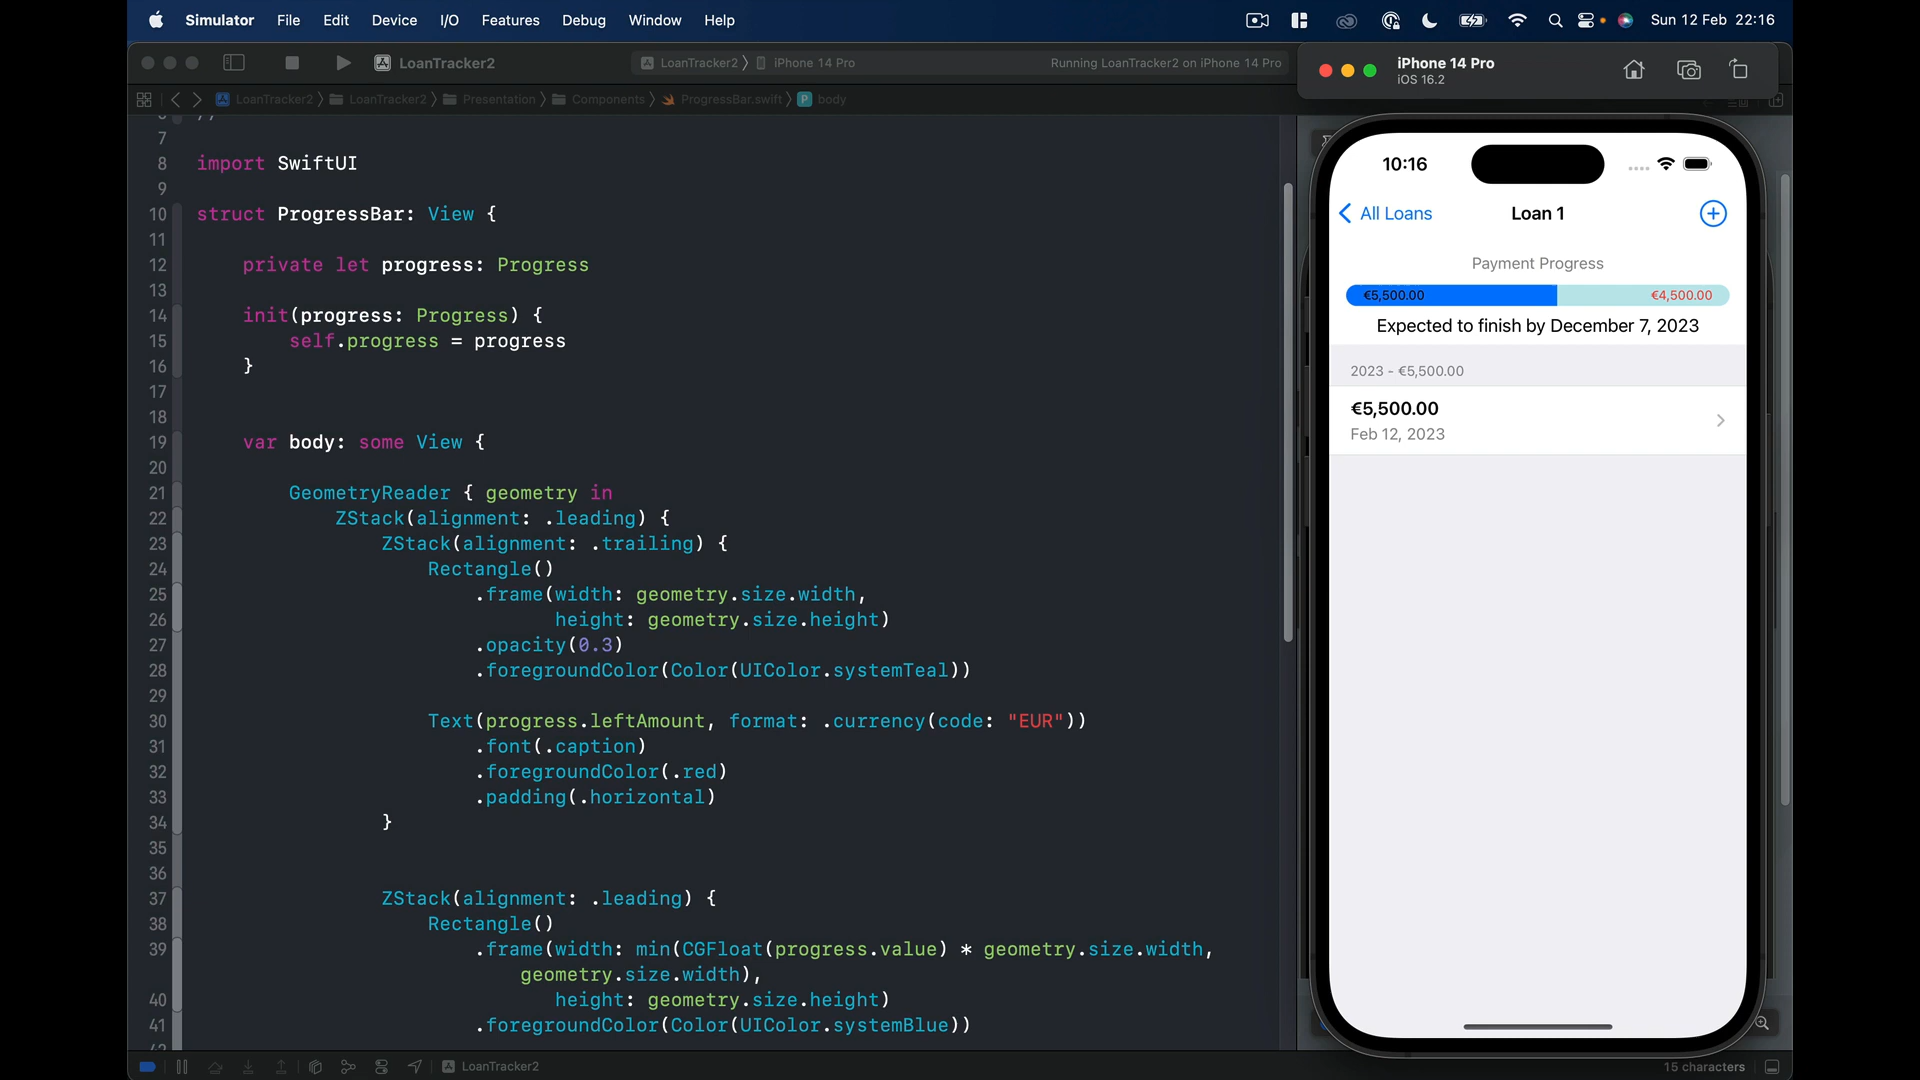 Simulator File Edit Device I/O Features Debug Window Help Sun 12 Feb 22:16
LoanTracker2 LoanTracker2 iPhone 14 Pro Running LoanTracker2 on iPhone 14 Pro
LoanTracker2 LoanTracker2 Presentation Components ProgressBar.swift body
7
8 import SwiftUI
9
10 struct ProgressBar: View {
11
12 private let progress: Progress
13
14 init(progress: Progress) {
15 self.progress = progress
16 }
17
18
19 var body: some View {
20
21 GeometryReader { geometry in
22 ZStack(alignment: .leading) {
23 ZStack(alignment: .trailing) {
24 Rectangle()
25 .frame(width: geometry.size.width,
26 height: geometry.size.height)
27 .opacity(0.3)
28 .foregroundColor(Color(UIColor.systemTeal))
29
30 Text(progress.leftAmount, format: .currency(code: "EUR"))
31 .font(.caption)
32 .foregroundColor(.red)
33 .padding(.horizontal)
34 }
35
36
37 ZStack(alignment: .leading) {
38 Rectangle()
39 .frame(width: min(CGFloat(progress.value) * geometry.size.width,
geometry.size.width),
40 height: geometry.size.height)
41 .foregroundColor(Color(UIColor.systemBlue))
LoanTracker2 15 characters
iPhone 14 Pro
iOS 16.2
10:16
All Loans Loan 1
Payment Progress
€5,500.00 €4,500.00
Expected to finish by December 7, 2023
2023 - €5,500.00
€5,500.00
Feb 12, 2023